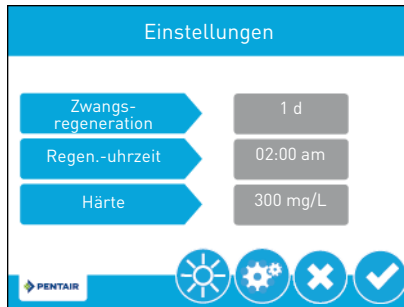 Einstellungen
Zwangs-
regeneration
1 d
Regen.-uhrzeit
02:00 am
Härte
300 mg/L
PENTAIR